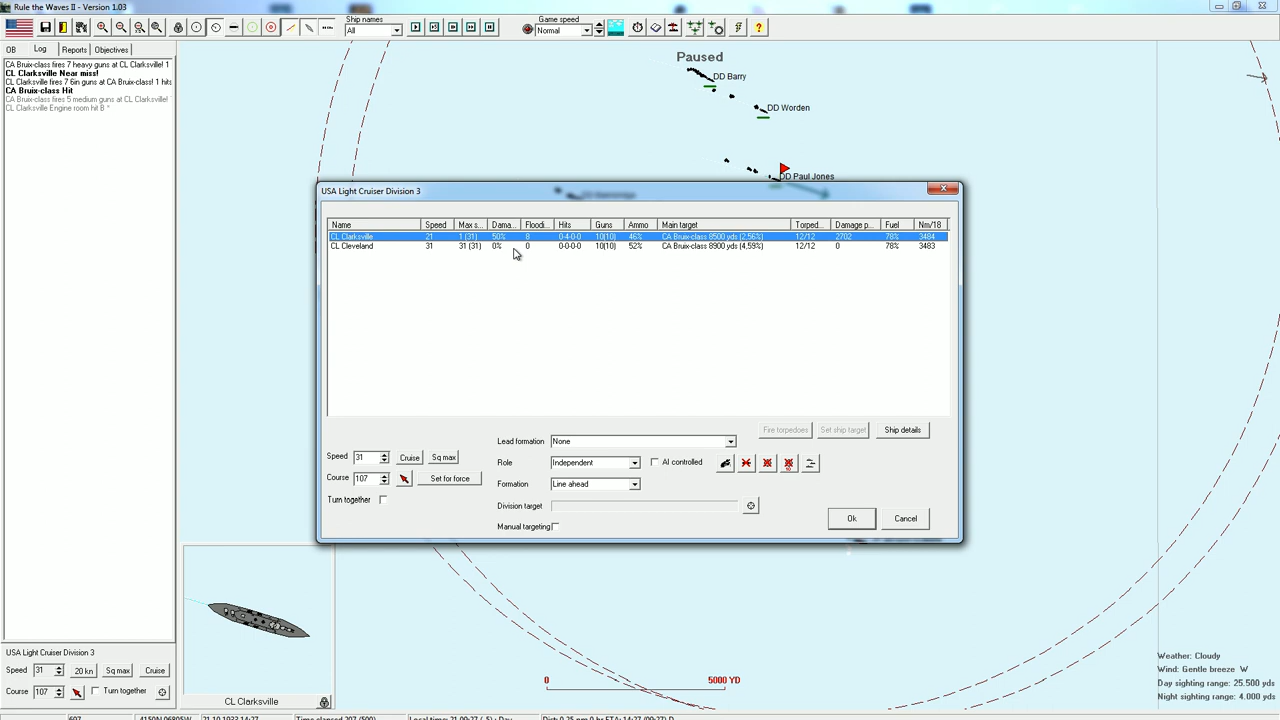 Rule the Waves II - Version 1.03
Ship names
All
Game speed
Normal
OB
Log
Reports
Objectives
CA Bruix-class fires 7 heavy guns at CL Clarksville! 1
CL Clarksville Near miss!
CL Clarksville fires 7 6in guns at CA Bruix-class! 1 hits
CA Bruix-class Hit
CA Bruix-class fires 5 medium guns at CL Clarksville!
CL Clarksville Engine room hit B *
Paused
DD Barry
DD Worden
DD Paul Jones
USA Light Cruiser Division 3
Name Speed Max s... Dama... Floodi... Hits Guns Ammo Main target Torped... Damage p... Fuel Nm/18
CL Clarksville 21 1 (31) 50% 8 0-4-0-0 10(10) 46% CA Bruix-class 8500 yds (2,56%) 12/12 2702 78% 3484
CL Cleveland 31 31 (31) 0% 0 0-0-0-0 10(10) 52% CA Bruix-class 8900 yds (4,59%) 12/12 0 78% 3483
Fire torpedoes
Set ship target
Ship details
Lead formation None
Speed 31 Cruise Sq max
Role Independent AI controlled
Course 107 Set for force
Formation Line ahead
Turn together
Division target
Manual targeting
Ok
Cancel
USA Light Cruiser Division 3
Speed 31 20 kn Sq max Cruise
Course 107 Turn together
CL Clarksville
0 5000 YD
Weather: Cloudy
Wind: Gentle breeze W
Day sighting range: 25.500 yds
Night sighting range: 4.000 yds